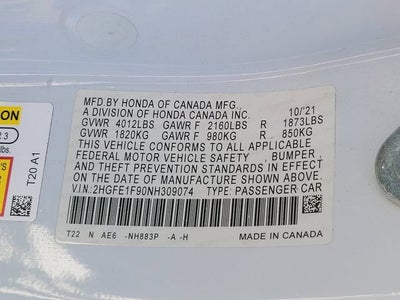 MFD.BY HONDA OF CANADA MFG.,
A DIVISION OF HONDA CANADA INC. 10/'21
GVWR 4012LBS GAWR F 2160LBS R 1873LBS
GVWR 1820KG GAWR F 980KG R 850KG
THIS VEHICLE CONFORMS TO ALL APPLICABLE
FEDERAL MOTOR VEHICLE SAFETY, BUMPER,
AND THEFT PREVENTION STANDARDS IN EFFECT
ON THE DATE OF MANUFACTURE SHOWN ABOVE.
V.I.N: 2HGFE1F90NH309074 TYPE: PASSENGER CAR
T22 N AE6 -NH883P -A -H MADE IN CANADA
ION
lbs.
T20 A1